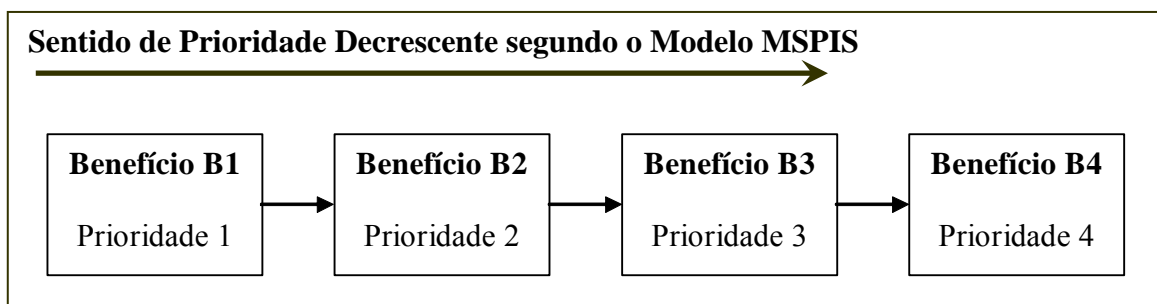 Sentido de Prioridade Decrescente segundo o Modelo MSPIS
Benefício B1
Prioridade 1
Benefício B2
Prioridade 2
Benefício B3
Prioridade 3
Benefício B4
Prioridade 4